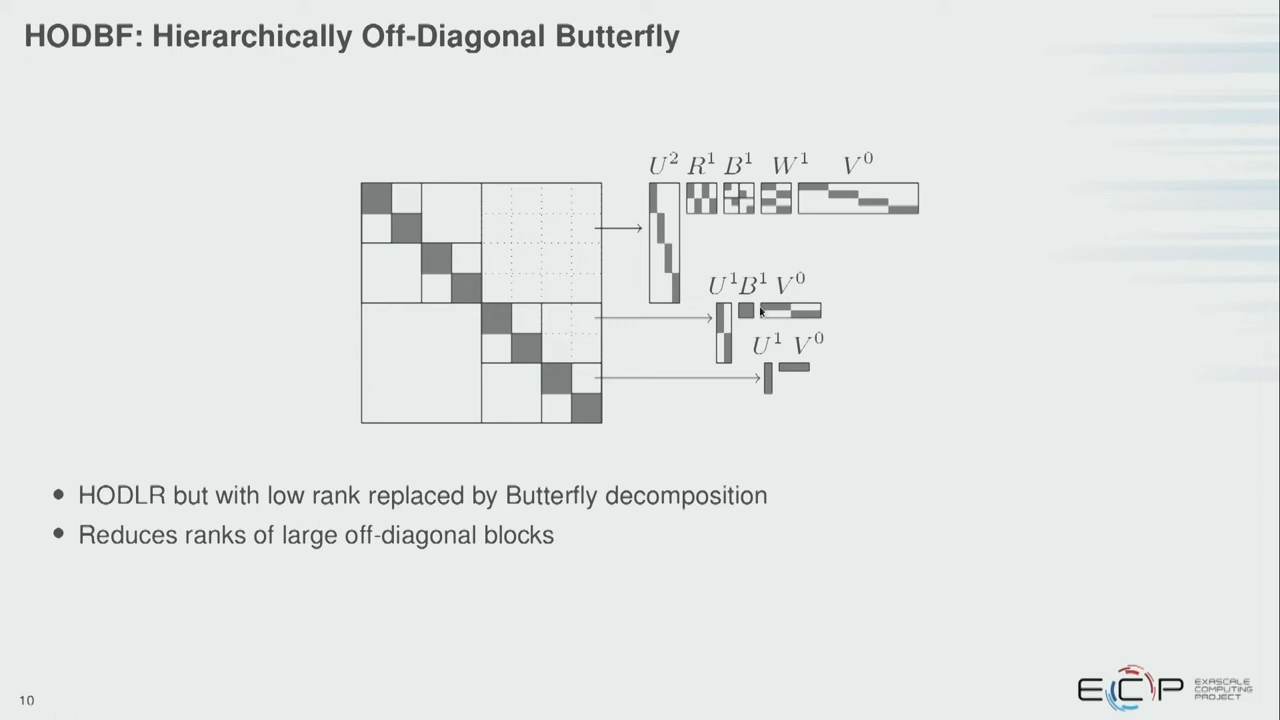 HODBF: Hierarchically Off-Diagonal Butterfly
U² R¹ B¹ W¹ V⁰
U¹B¹ V⁰
U¹ V⁰
• HODLR but with low rank replaced by Butterfly decomposition
• Reduces ranks of large off-diagonal blocks
10
ECP
EXASCALE
COMPUTING
PROJECT